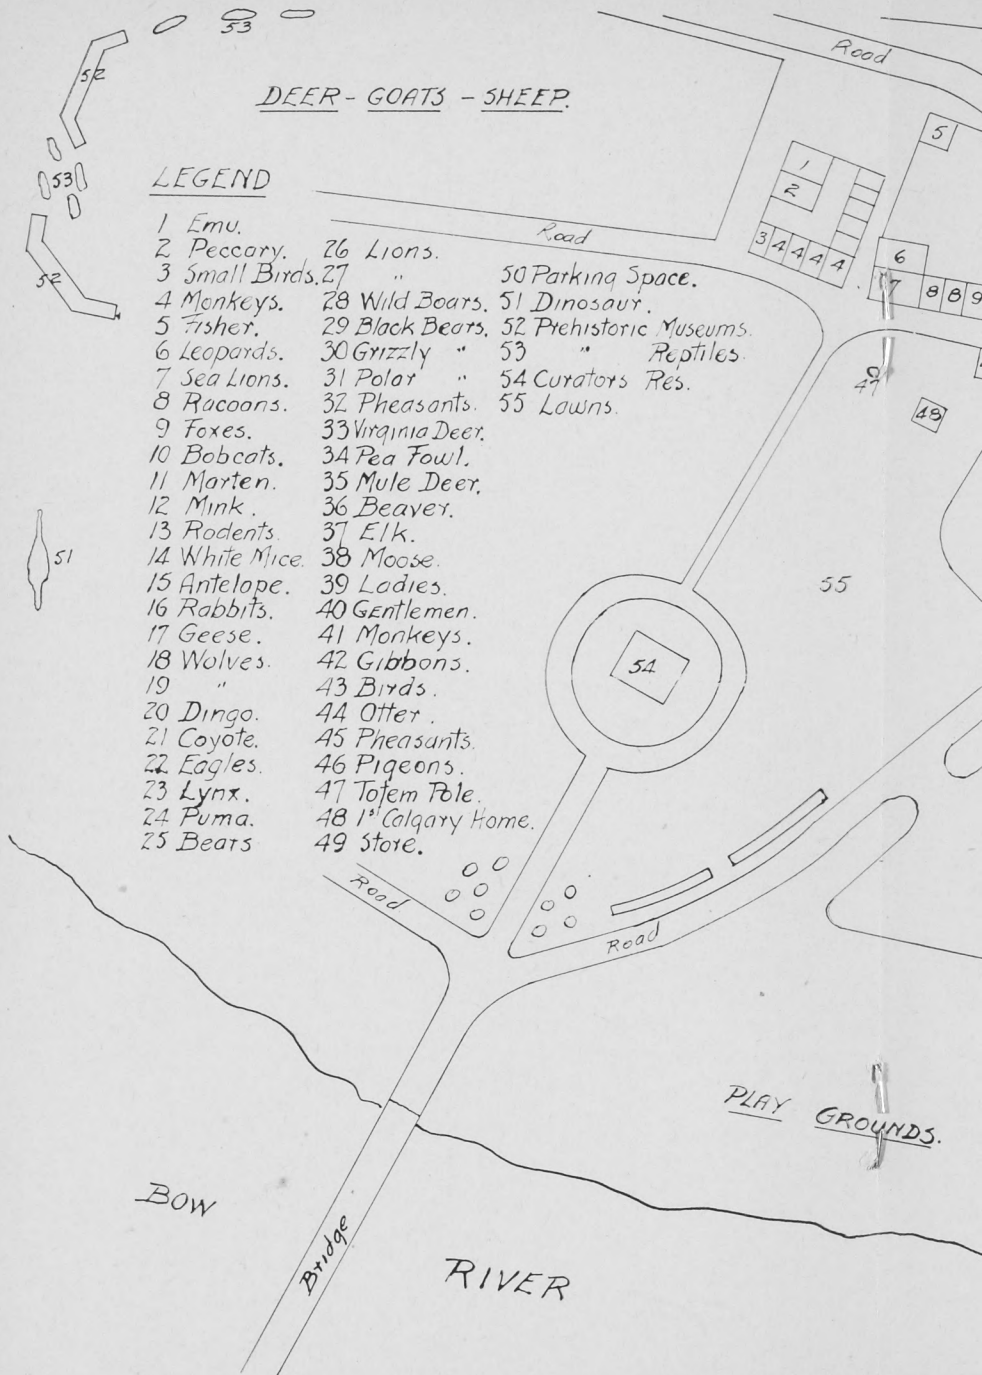 53
Road
52
DEER - GOATS - SHEEP.
5
1
2
53
LEGEND
3 4 4 4 4
6
7 8 8 9
Road
52
1 Emu.
2 Peccary.
3 Small Birds.
4 Monkeys.
5 Fisher.
6 Leopards.
7 Sea Lions.
8 Racoons.
9 Foxes.
10 Bobcats.
11 Marten.
12 Mink.
13 Rodents.
14 White Mice.
15 Antelope.
16 Rabbits.
17 Geese.
18 Wolves.
19 "
20 Dingo.
21 Coyote.
22 Eagles.
23 Lynx.
24 Puma.
25 Bears
26 Lions.
27 "
28 Wild Boars.
29 Black Bears.
30 Grizzly "
31 Polar "
32 Pheasants.
33 Virginia Deer.
34 Pea Fowl.
35 Mule Deer.
36 Beaver.
37 Elk.
38 Moose.
39 Ladies.
40 Gentlemen.
41 Monkeys.
42 Gibbons.
43 Birds.
44 Otter.
45 Pheasants.
46 Pigeons.
47 Totem Pole.
48 1st Calgary Home.
49 Store.
50 Parking Space.
51 Dinosaur.
52 Prehistoric Museums.
53 " Reptiles.
54 Curators Res.
55 Lawns.
47
48
51
55
54
Road
Road
PLAY GROUNDS.
BOW
Bridge
RIVER